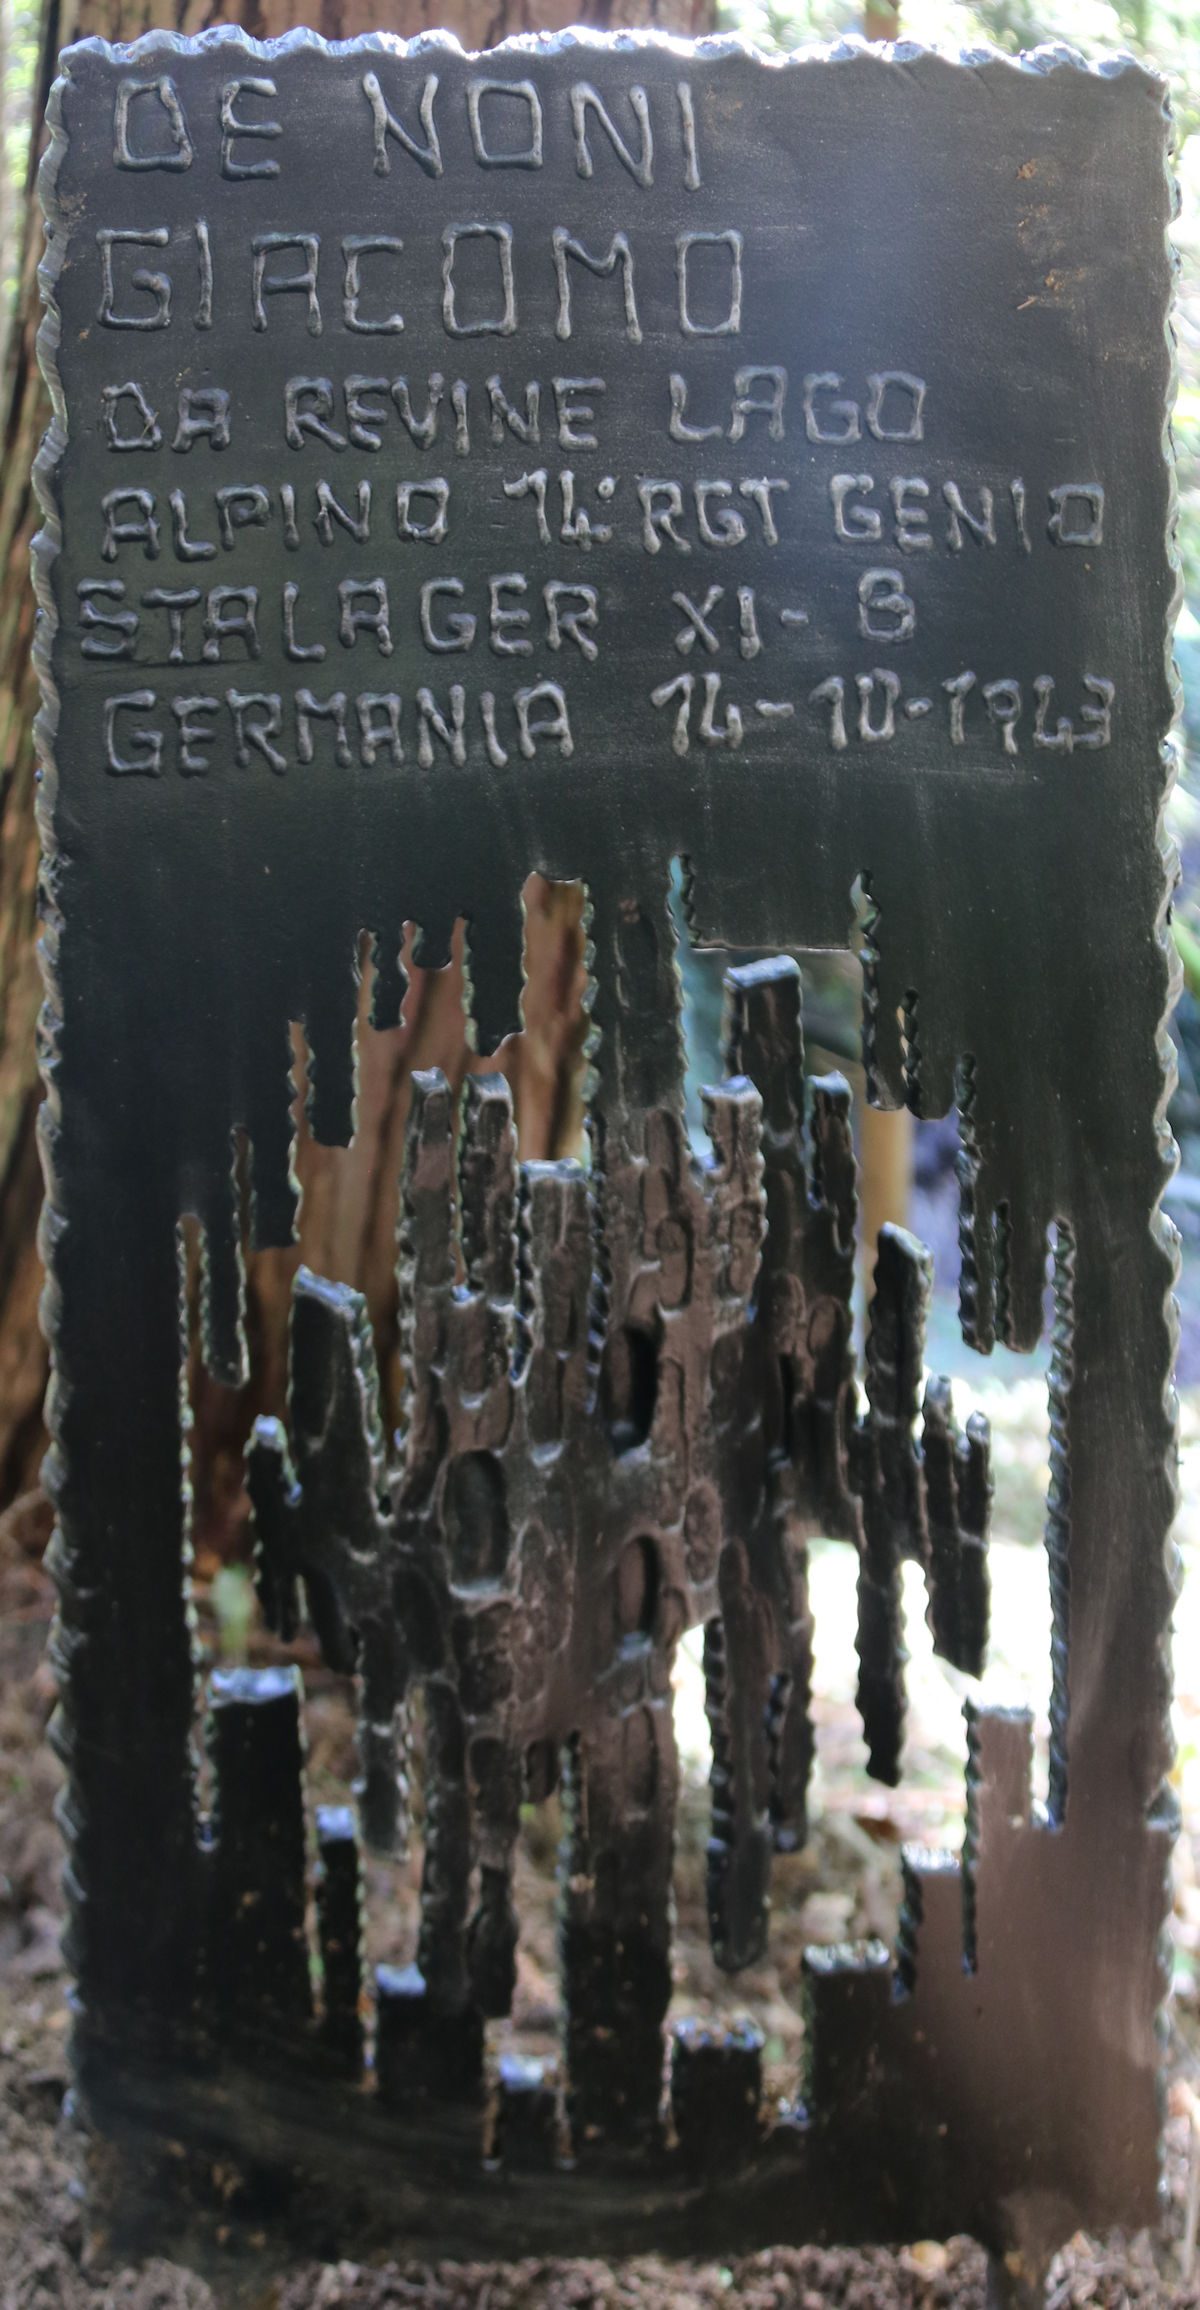 DE NONI
GIACOMO
DA REVINE LAGO
ALPINO 14° RGT GENIO
STALAGER XI-B
GERMANIA 14-10-1943